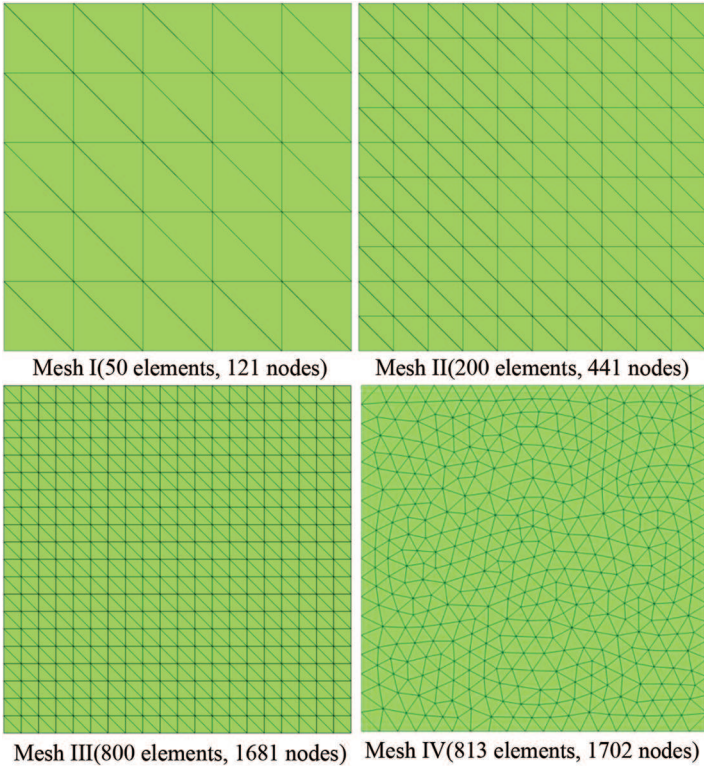 Mesh I(50 elements, 121 nodes)
Mesh II(200 elements, 441 nodes)
Mesh III(800 elements, 1681 nodes)
Mesh IV(813 elements, 1702 nodes)